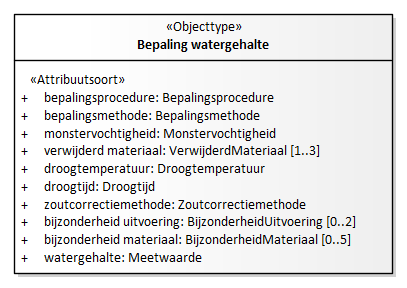 «Objecttype»
Bepaling watergehalte
«Attribuutsoort»
+ bepalingsprocedure: Bepalingsprocedure
+ bepalingsmethode: Bepalingsmethode
+ monstervochtigheid: Monstervochtigheid
+ verwijderd materiaal: VerwijderdMateriaal [1..3]
+ droogtemperatuur: Droogtemperatuur
+ droogtijd: Droogtijd
+ zoutcorrectiemethode: Zoutcorrectiemethode
+ bijzonderheid uitvoering: BijzonderheidUitvoering [0..2]
+ bijzonderheid materiaal: BijzonderheidMateriaal [0..5]
+ watergehalte: Meetwaarde